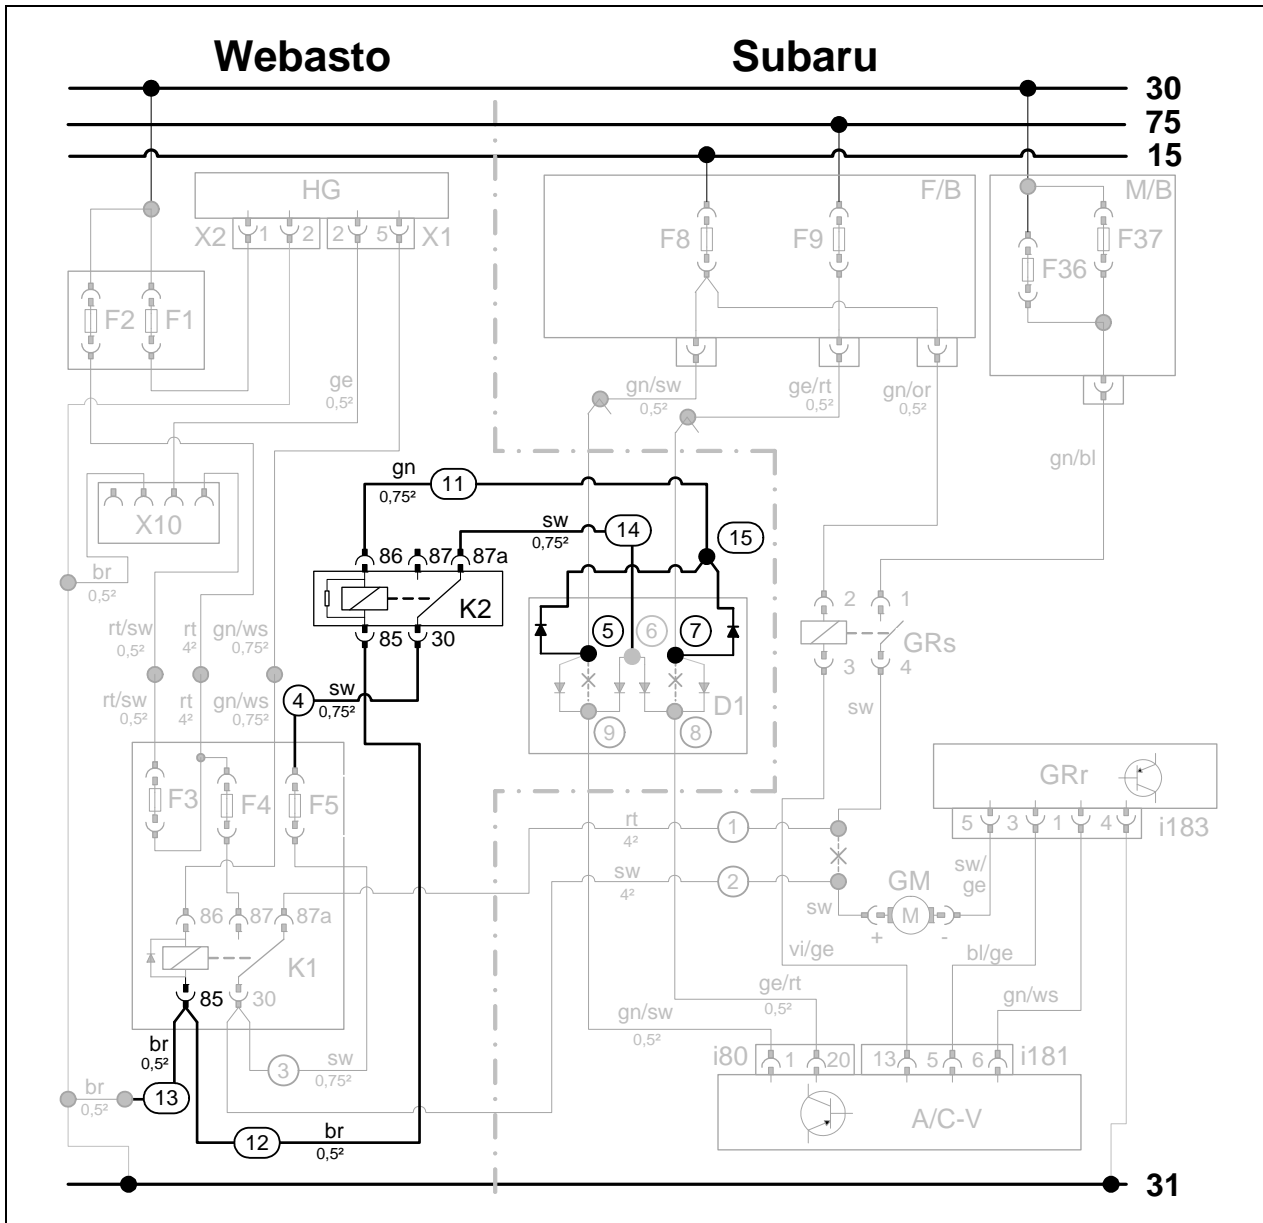 Webasto Subaru
30
75
15
HG F/B M/B
X2 1 2 2 5 X1
F8 F9 F37
F36
F2 F1
ge
0,5²
gn/sw
0,5²
ge/rt
0,5²
gn/or
0,5²
gn/bl
gn
0,75²
11
X10
sw
0,75²
14
15
86 87 87a
K2
85 30
br
0,5²
rt/sw
0,5²
rt
4²
gn/ws
0,75²
5 6 7
2 1
GRs
3 4
rt/sw
0,5²
rt
4²
gn/ws
0,75²
4
sw
0,75²
D1
9 8
sw
F3 F4 F5
GRr
5 3 1 4 i183
rt
4²
1
sw
4²
2
sw/
ge
GM
sw
M
+ -
86 87 87a
K1
85 30
vi/ge
bl/ge
ge/rt
0,5²
gn/ws
gn/sw
0,5²
br
0,5²
3
sw
0,75²
i80 1 20 13 5 6 i181
br
0,5²
13
A/C-V
12
br
0,5²
31